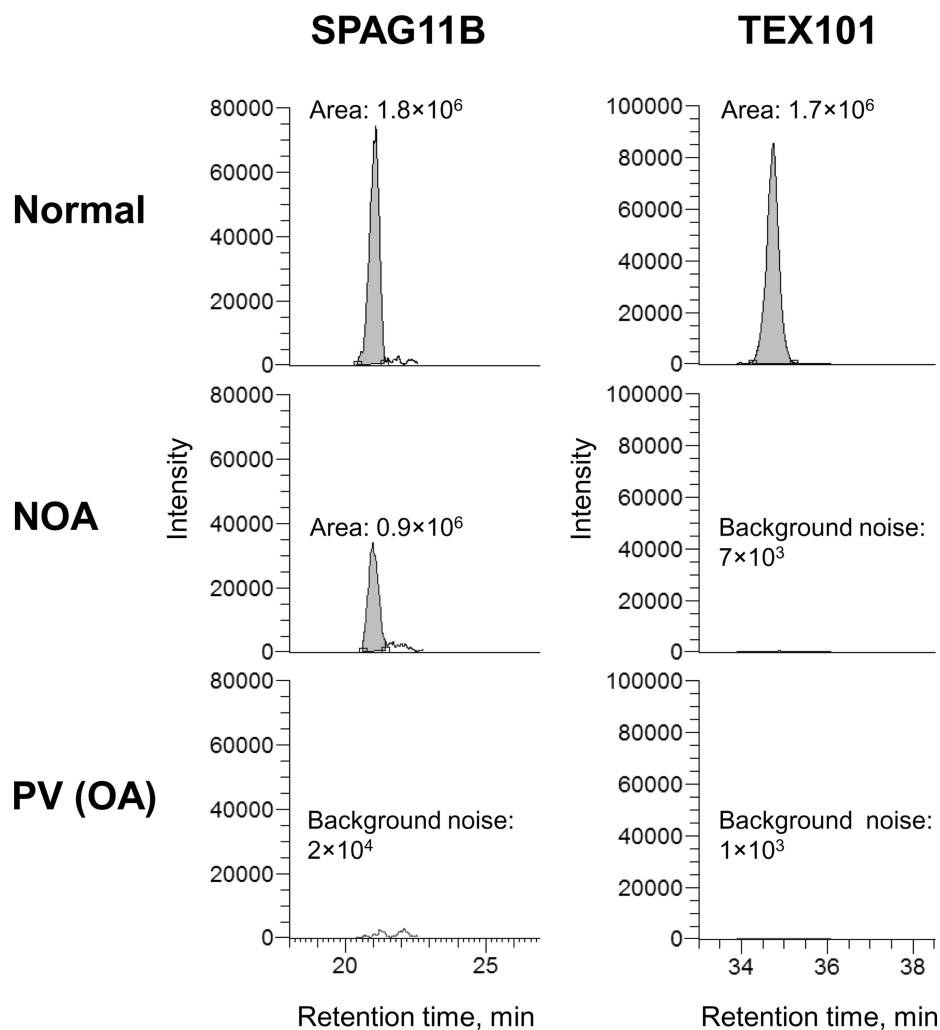 SPAG11B
TEX101
Normal
80000
60000
40000
20000
0
Area: 1.8×10⁶
100000
80000
60000
40000
20000
0
Area: 1.7×10⁶
NOA
Intensity
80000
60000
40000
20000
0
Area: 0.9×10⁶
Intensity
100000
80000
60000
40000
20000
0
Background noise:
7×10³
PV (OA)
80000
60000
40000
20000
0
Background noise:
2×10⁴
20 25
Retention time, min
100000
80000
60000
40000
20000
0
Background noise:
1×10³
34 36 38
Retention time, min